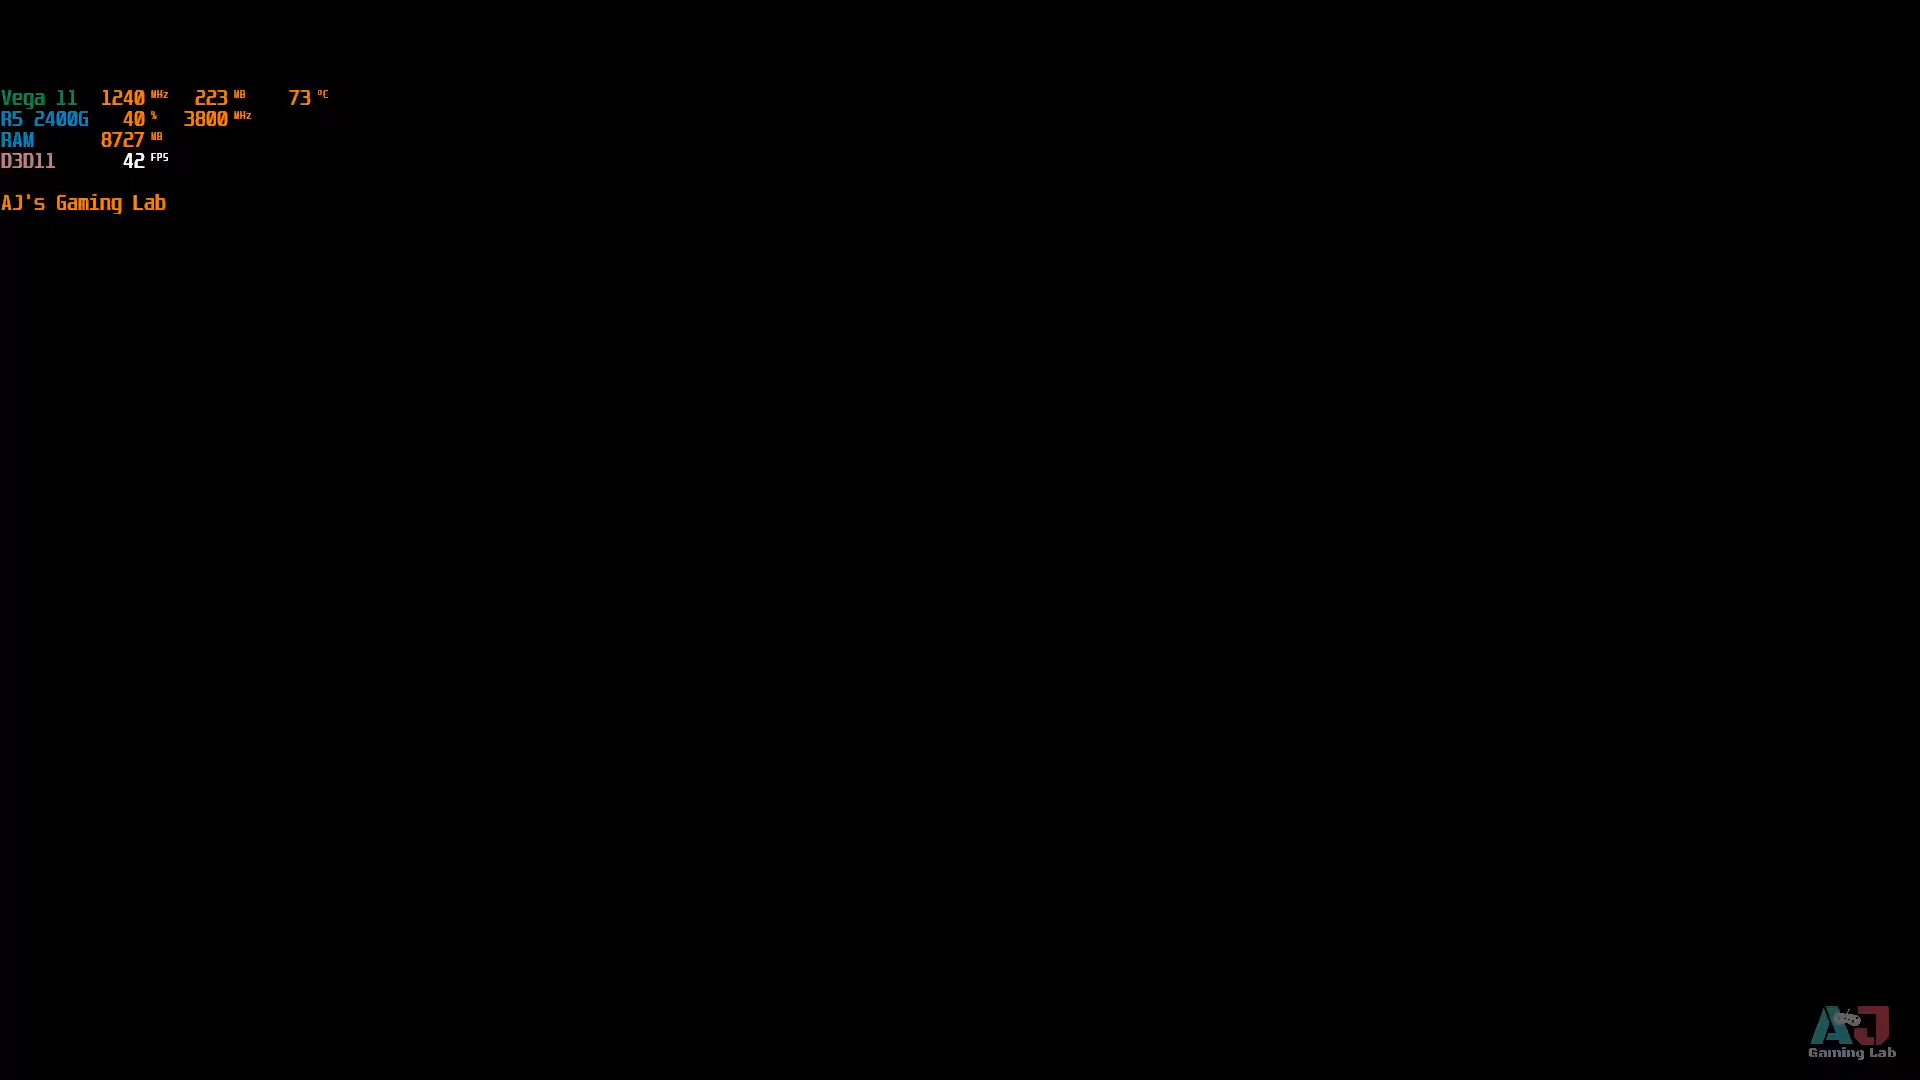 Vega 11 1240 MHz 223 MB 73 °C
R5 2400G 40 % 3800 MHz
RAM 8727 MB
D3D11 42 FPS
AJ's Gaming Lab
AJ
Gaming Lab